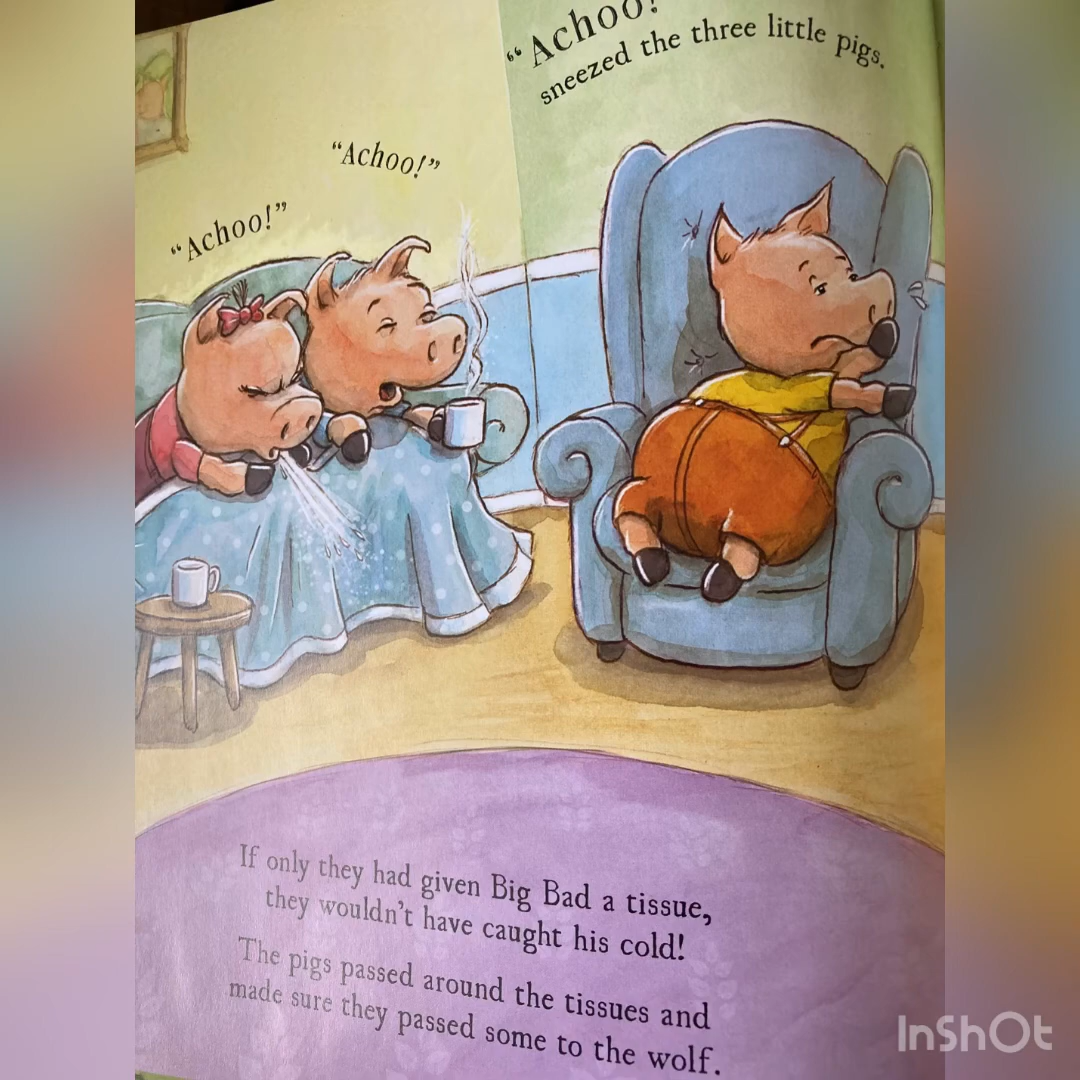 "Achoo!"
"Achoo!"
"Achoo!"
sneezed the three little pigs.
If only they had given Big Bad a tissue,
they wouldn't have caught his cold!
The pigs passed around the tissues and
made sure they passed some to the wolf.
InShOt